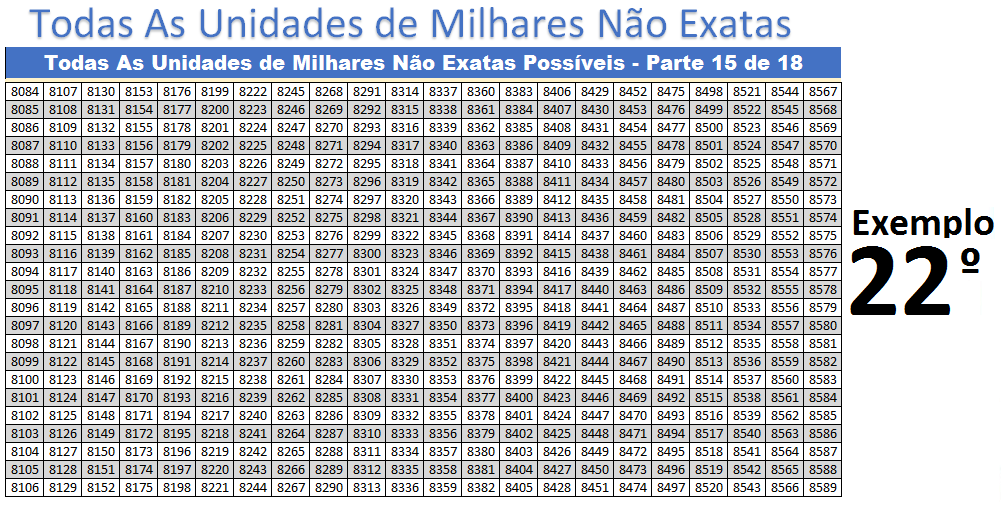 Todas As Unidades de Milhares Não Exatas
Todas As Unidades de Milhares Não Exatas Possíveis - Parte 15 de 18
8084 8107 8130 8153 8176 8199 8222 8245 8268 8291 8314 8337 8360 8383 8406 8429 8452 8475 8498 8521 8544 8567
8085 8108 8131 8154 8177 8200 8223 8246 8269 8292 8315 8338 8361 8384 8407 8430 8453 8476 8499 8522 8545 8568
8086 8109 8132 8155 8178 8201 8224 8247 8270 8293 8316 8339 8362 8385 8408 8431 8454 8477 8500 8523 8546 8569
8087 8110 8133 8156 8179 8202 8225 8248 8271 8294 8317 8340 8363 8386 8409 8432 8455 8478 8501 8524 8547 8570
8088 8111 8134 8157 8180 8203 8226 8249 8272 8295 8318 8341 8364 8387 8410 8433 8456 8479 8502 8525 8548 8571
8089 8112 8135 8158 8181 8204 8227 8250 8273 8296 8319 8342 8365 8388 8411 8434 8457 8480 8503 8526 8549 8572
8090 8113 8136 8159 8182 8205 8228 8251 8274 8297 8320 8343 8366 8389 8412 8435 8458 8481 8504 8527 8550 8573
8091 8114 8137 8160 8183 8206 8229 8252 8275 8298 8321 8344 8367 8390 8413 8436 8459 8482 8505 8528 8551 8574
8092 8115 8138 8161 8184 8207 8230 8253 8276 8299 8322 8345 8368 8391 8414 8437 8460 8483 8506 8529 8552 8575
8093 8116 8139 8162 8185 8208 8231 8254 8277 8300 8323 8346 8369 8392 8415 8438 8461 8484 8507 8530 8553 8576
8094 8117 8140 8163 8186 8209 8232 8255 8278 8301 8324 8347 8370 8393 8416 8439 8462 8485 8508 8531 8554 8577
8095 8118 8141 8164 8187 8210 8233 8256 8279 8302 8325 8348 8371 8394 8417 8440 8463 8486 8509 8532 8555 8578
8096 8119 8142 8165 8188 8211 8234 8257 8280 8303 8326 8349 8372 8395 8418 8441 8464 8487 8510 8533 8556 8579
8097 8120 8143 8166 8189 8212 8235 8258 8281 8304 8327 8350 8373 8396 8419 8442 8465 8488 8511 8534 8557 8580
8098 8121 8144 8167 8190 8213 8236 8259 8282 8305 8328 8351 8374 8397 8420 8443 8466 8489 8512 8535 8558 8581
8099 8122 8145 8168 8191 8214 8237 8260 8283 8306 8329 8352 8375 8398 8421 8444 8467 8490 8513 8536 8559 8582
8100 8123 8146 8169 8192 8215 8238 8261 8284 8307 8330 8353 8376 8399 8422 8445 8468 8491 8514 8537 8560 8583
8101 8124 8147 8170 8193 8216 8239 8262 8285 8308 8331 8354 8377 8400 8423 8446 8469 8492 8515 8538 8561 8584
8102 8125 8148 8171 8194 8217 8240 8263 8286 8309 8332 8355 8378 8401 8424 8447 8470 8493 8516 8539 8562 8585
8103 8126 8149 8172 8195 8218 8241 8264 8287 8310 8333 8356 8379 8402 8425 8448 8471 8494 8517 8540 8563 8586
8104 8127 8150 8173 8196 8219 8242 8265 8288 8311 8334 8357 8380 8403 8426 8449 8472 8495 8518 8541 8564 8587
8105 8128 8151 8174 8197 8220 8243 8266 8289 8312 8335 8358 8381 8404 8427 8450 8473 8496 8519 8542 8565 8588
8106 8129 8152 8175 8198 8221 8244 8267 8290 8313 8336 8359 8382 8405 8428 8451 8474 8497 8520 8543 8566 8589
Exemplo
22º